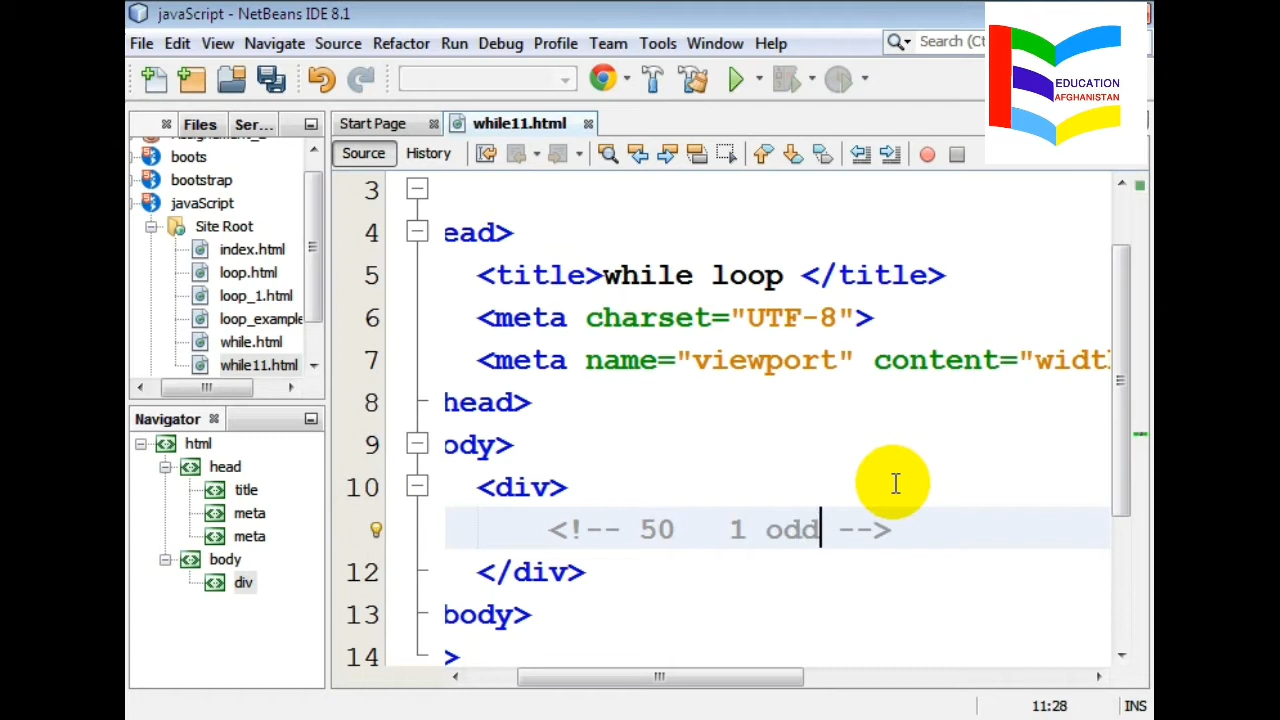 javaScript - NetBeans IDE 8.1
File Edit View Navigate Source Refactor Run Debug Profile Team Tools Window Help
Search (Ct
EDUCATION
AFGHANISTAN
Files Ser...
Start Page while11.html
Source History
boots
bootstrap
javaScript
Site Root
index.html
loop.html
loop_1.html
loop_example
while.html
while11.html
Navigator
html
head
title
meta
meta
body
div
3
4 ead>
5 <title>while loop </title>
6 <meta charset="UTF-8">
7 <meta name="viewport" content="widt
8 head>
9 ody>
10 <div>
<!-- 50 1 odd -->
12 </div>
13 body>
14 >
11:28 INS